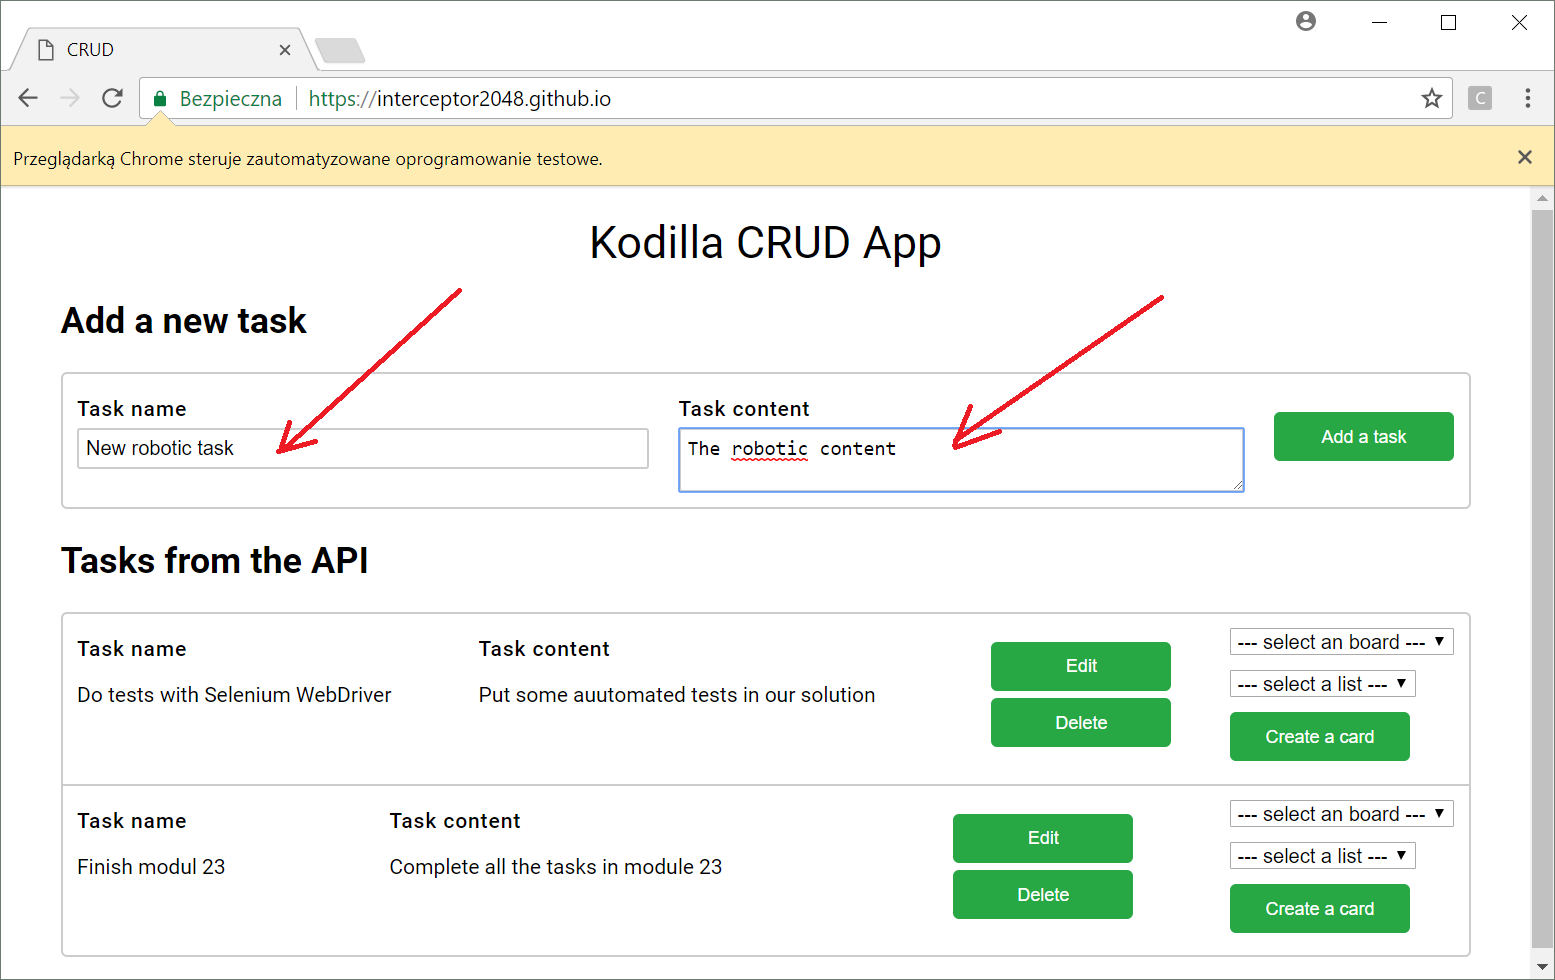 CRUD
Bezpieczna https://interceptor2048.github.io
C
Przeglądarką Chrome steruje zautomatyzowane oprogramowanie testowe.
Kodilla CRUD App
Add a new task
Task name Task content
New robotic task The robotic content Add a task
Tasks from the API
Task name Task content
Do tests with Selenium WebDriver Put some auutomated tests in our solution
Edit
Delete
--- select an board ---
--- select a list ---
Create a card
Task name Task content
Finish modul 23 Complete all the tasks in module 23
Edit
Delete
--- select an board ---
--- select a list ---
Create a card